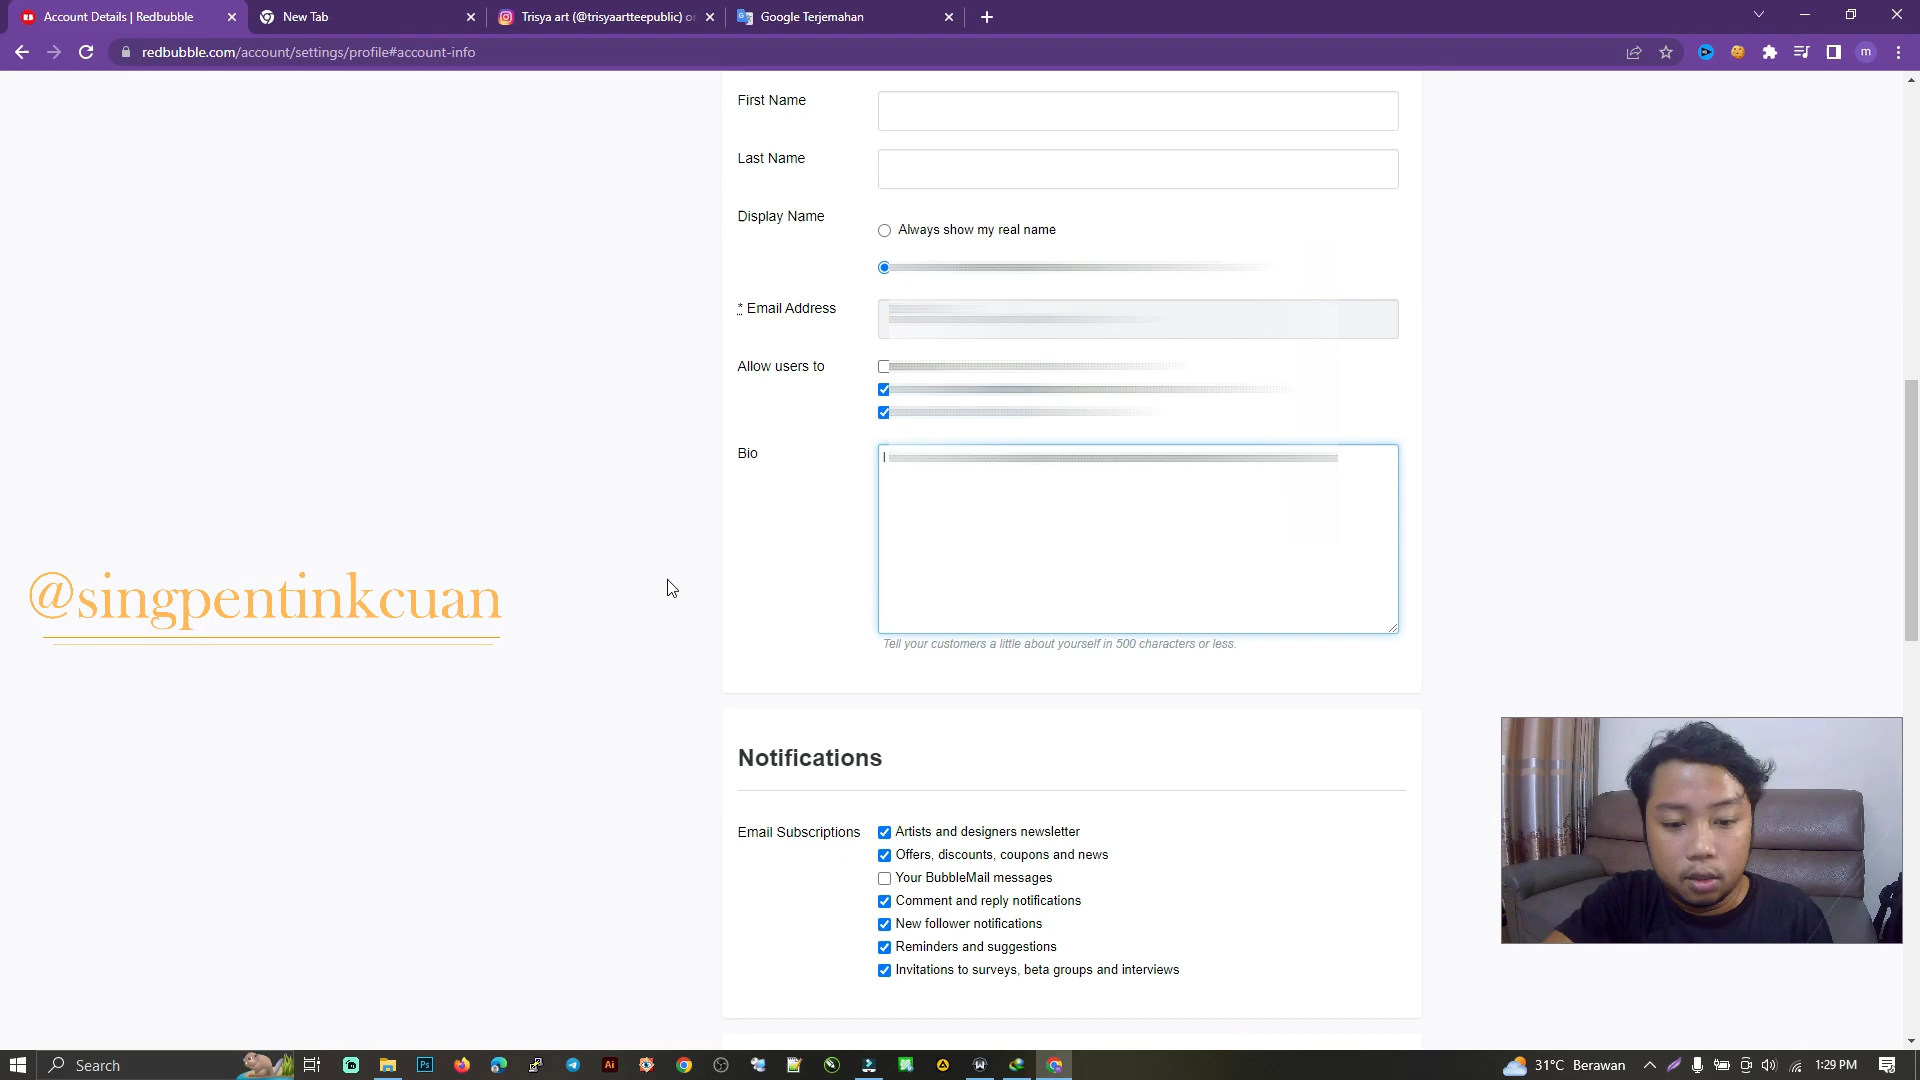 Account Details | Redbubble
New Tab
Trisya art (@trisyaartteepublic) o
Google Terjemahan
redbubble.com/account/settings/profile#account-info
m
First Name
Last Name
Display Name
Always show my real name
* Email Address
Allow users to
Bio
Tell your customers a little about yourself in 500 characters or less.
@singpentinkcuan
Notifications
Email Subscriptions
Artists and designers newsletter
Offers, discounts, coupons and news
Your BubbleMail messages
Comment and reply notifications
New follower notifications
Reminders and suggestions
Invitations to surveys, beta groups and interviews
Search
Ps
Ai
31°C Berawan
1:29 PM